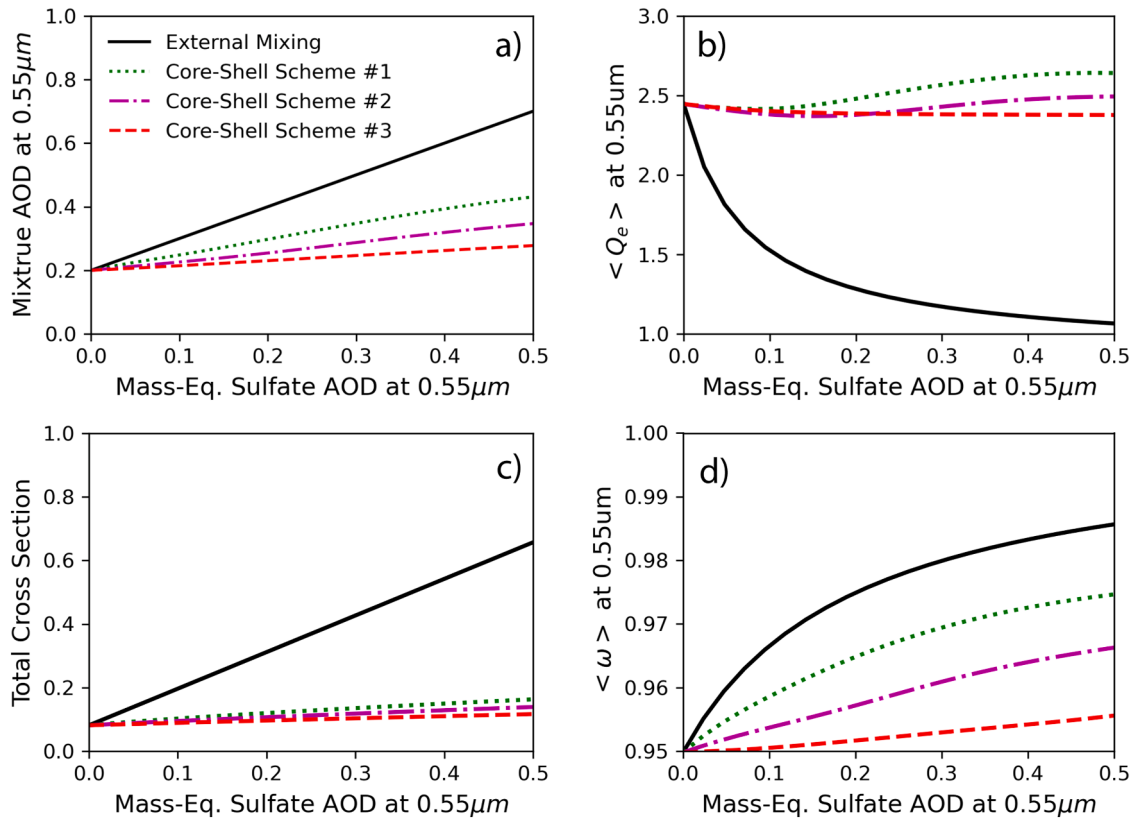 a)
Mixtrue AOD at 0.55μm
1.0
0.8
0.6
0.4
0.2
0.0
External Mixing
Core-Shell Scheme #1
Core-Shell Scheme #2
Core-Shell Scheme #3
0.0 0.1 0.2 0.3 0.4 0.5
Mass-Eq. Sulfate AOD at 0.55μm
b)
< Q_e > at 0.55um
3.0
2.5
2.0
1.5
1.0
0.0 0.1 0.2 0.3 0.4 0.5
Mass-Eq. Sulfate AOD at 0.55μm
c)
Total Cross Section
1.0
0.8
0.6
0.4
0.2
0.0
0.0 0.1 0.2 0.3 0.4 0.5
Mass-Eq. Sulfate AOD at 0.55μm
d)
< ω > at 0.55um
1.00
0.99
0.98
0.97
0.96
0.95
0.0 0.1 0.2 0.3 0.4 0.5
Mass-Eq. Sulfate AOD at 0.55μm